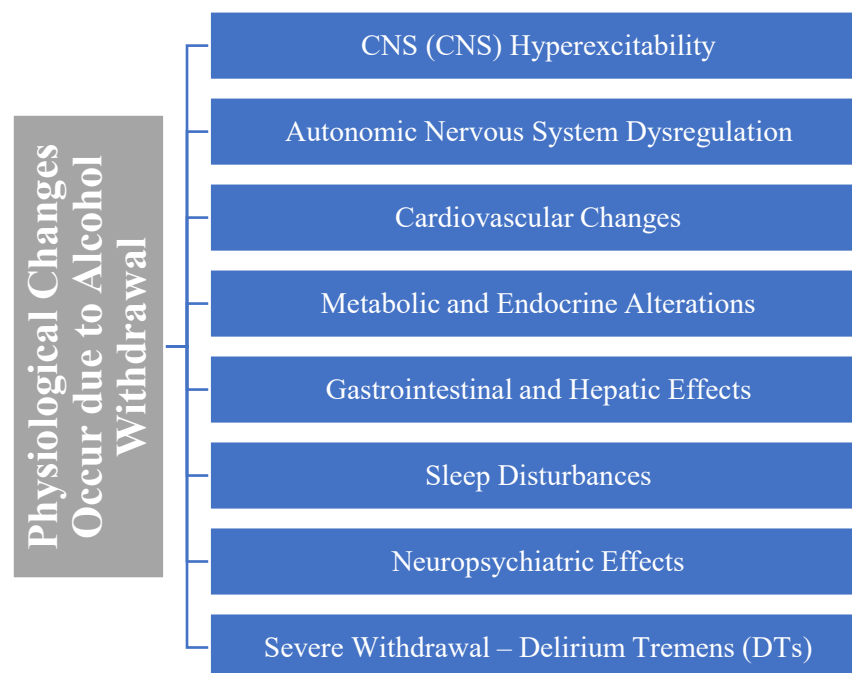 Physiological Changes
Occur due to Alcohol
Withdrawal
CNS (CNS) Hyperexcitability
Autonomic Nervous System Dysregulation
Cardiovascular Changes
Metabolic and Endocrine Alterations
Gastrointestinal and Hepatic Effects
Sleep Disturbances
Neuropsychiatric Effects
Severe Withdrawal – Delirium Tremens (DTs)